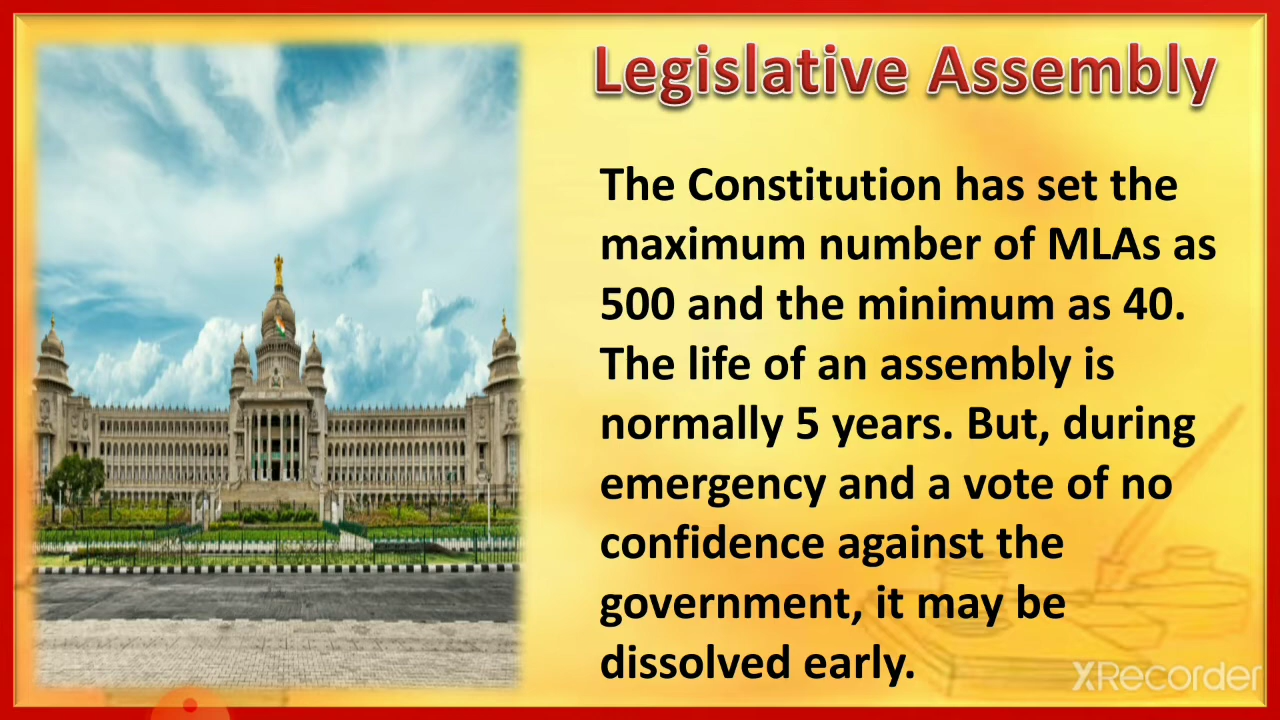 Legislative Assembly
The Constitution has set the
maximum number of MLAs as
500 and the minimum as 40.
The life of an assembly is
normally 5 years. But, during
emergency and a vote of no
confidence against the
government, it may be
dissolved early.
XRecorder